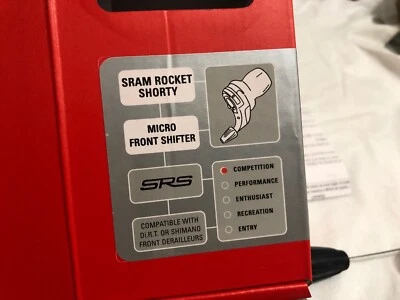 SRAM ROCKET
SHORTY
MICRO
FRONT SHIFTER
SRS
COMPETITION
PERFORMANCE
ENTHUSIAST
RECREATION
ENTRY
COMPATIBLE WITH
DI.R.T. OR SHIMANO
FRONT DERAILLEURS